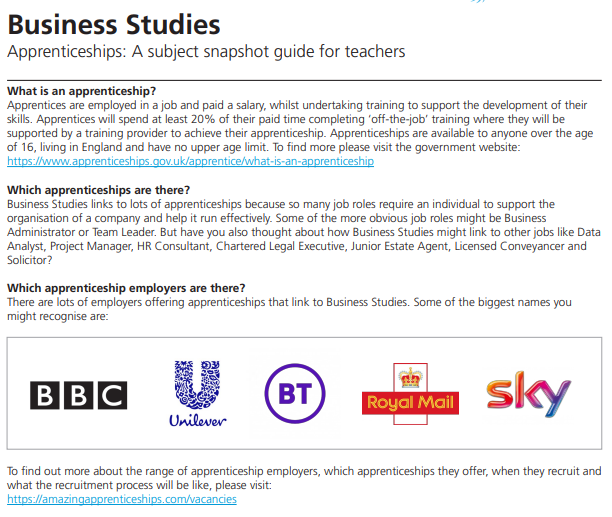 Business Studies
Apprenticeships: A subject snapshot guide for teachers
What is an apprenticeship?
Apprentices are employed in a job and paid a salary, whilst undertaking training to support the development of their
skills. Apprentices will spend at least 20% of their paid time completing ‘off-the-job’ training where they will be
supported by a training provider to achieve their apprenticeship. Apprenticeships are available to anyone over the age
of 16, living in England and have no upper age limit. To find more please visit the government website:
https://www.apprenticeships.gov.uk/apprentice/what-is-an-apprenticeship
Which apprenticeships are there?
Business Studies links to lots of apprenticeships because so many job roles require an individual to support the
organisation of a company and help it run effectively. Some of the more obvious job roles might be Business
Administrator or Team Leader. But have you also thought about how Business Studies might link to other jobs like Data
Analyst, Project Manager, HR Consultant, Chartered Legal Executive, Junior Estate Agent, Licensed Conveyancer and
Solicitor?
Which apprenticeship employers are there?
There are lots of employers offering apprenticeships that link to Business Studies. Some of the biggest names you
might recognise are:
BBC
Unilever
BT
Royal Mail
sky
To find out more about the range of apprenticeship employers, which apprenticeships they offer, when they recruit and
what the recruitment process will be like, please visit:
https://amazingapprenticeships.com/vacancies